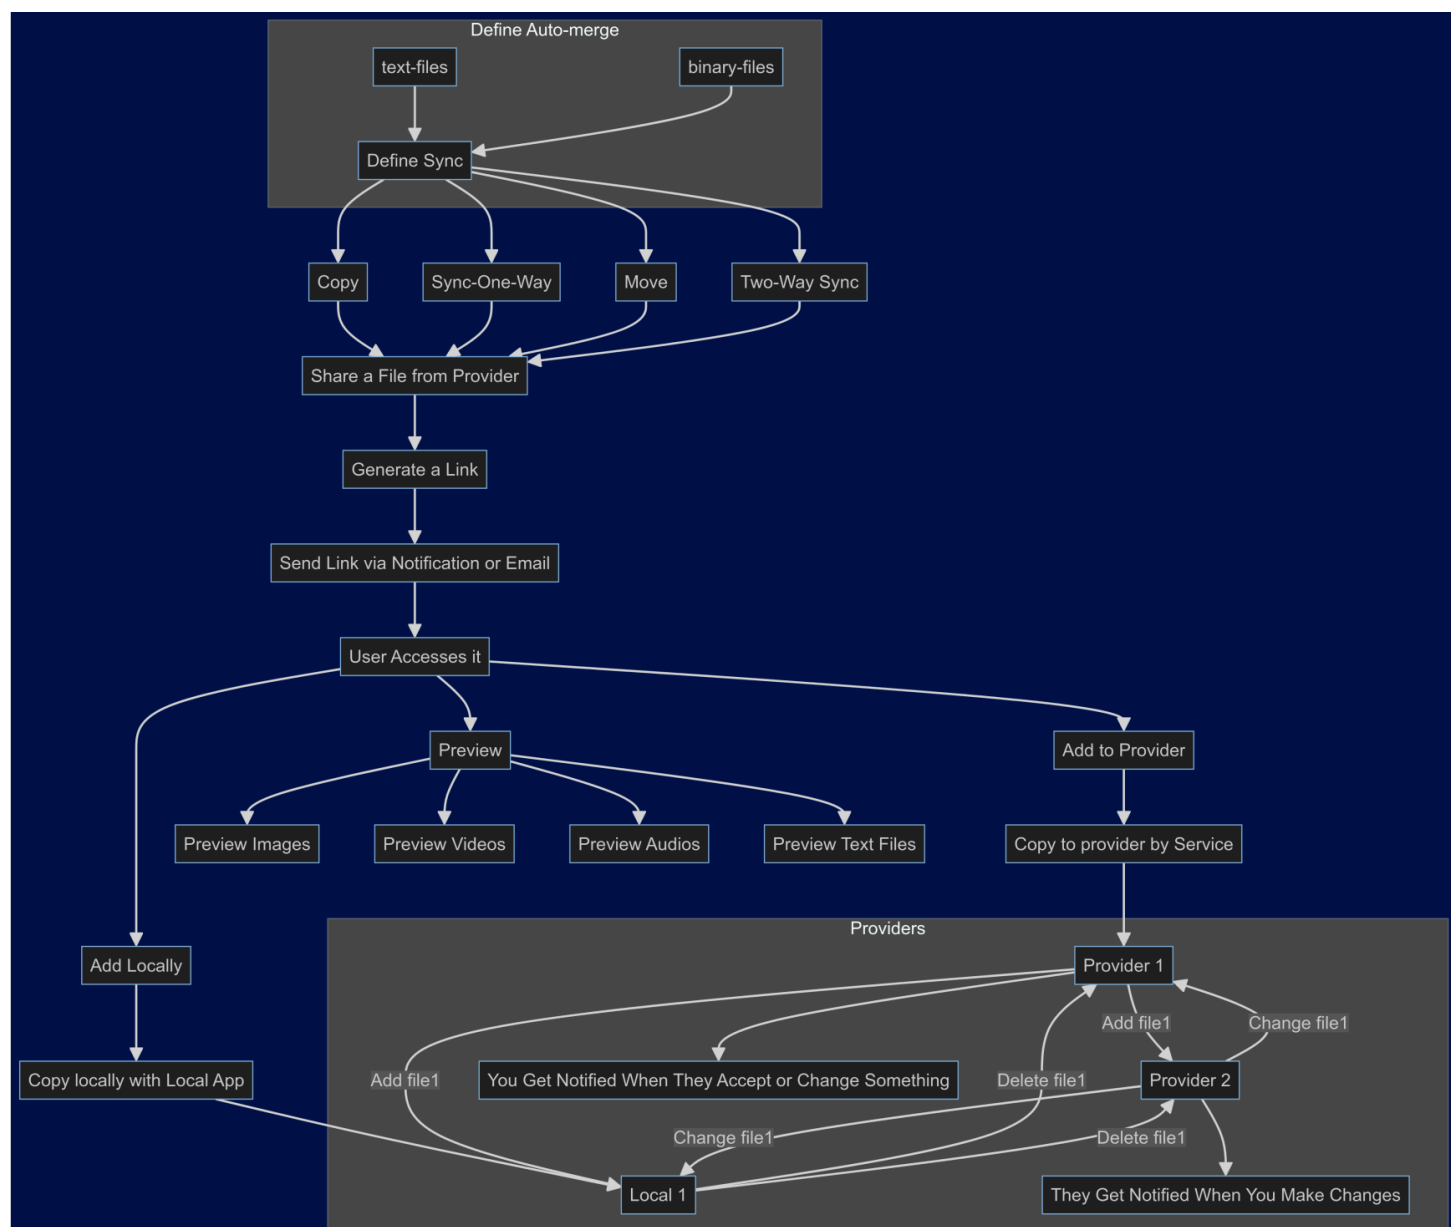 Define Auto-merge
text-files
binary-files
Define Sync
Copy
Sync-One-Way
Move
Two-Way Sync
Share a File from Provider
Generate a Link
Send Link via Notification or Email
User Accesses it
Preview
Add to Provider
Preview Images
Preview Videos
Preview Audios
Preview Text Files
Copy to provider by Service
Providers
Add Locally
Provider 1
Add file1
Change file1
Copy locally with Local App
Add file1
You Get Notified When They Accept or Change Something
Delete file1
Provider 2
Change file1
Delete file1
Local 1
They Get Notified When You Make Changes